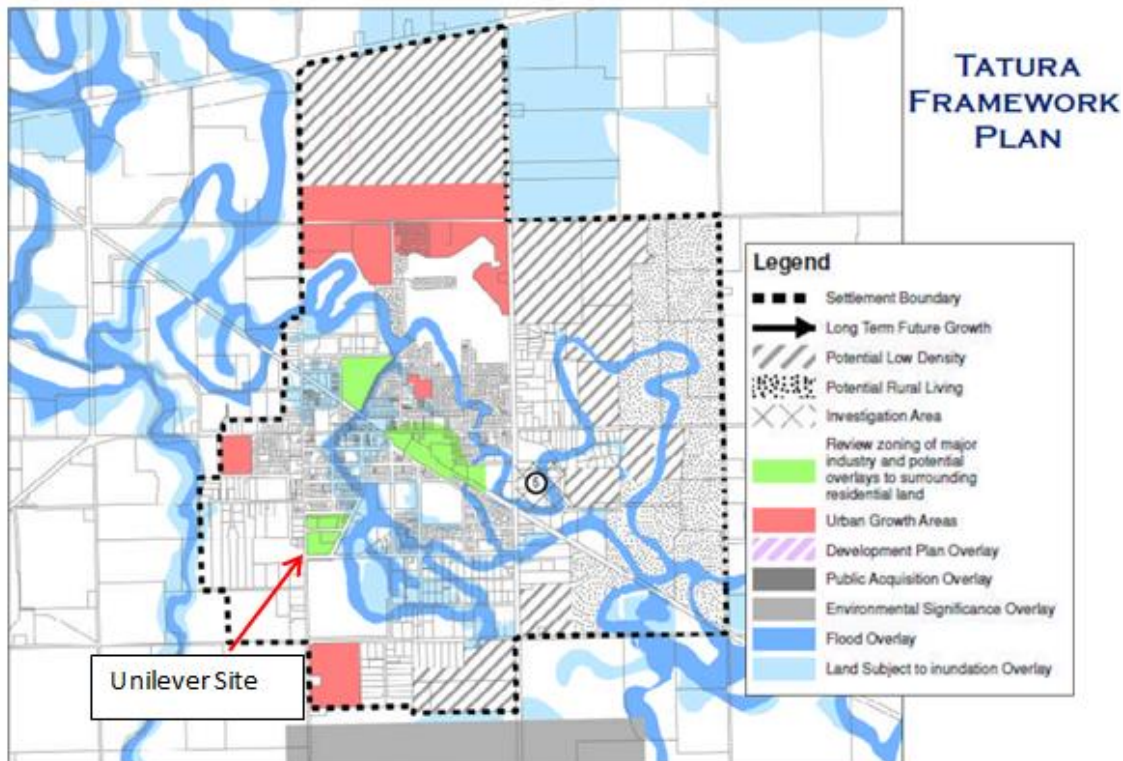 TATURA
FRAMEWORK
PLAN
Legend
Settlement Boundary
Long Term Future Growth
Potential Low Density
Potential Rural Living
Investigation Area
Review zoning of major
industry and potential
overlays to surrounding
residential land
Urban Growth Areas
Development Plan Overlay
Public Acquisition Overlay
Environmental Significance Overlay
Flood Overlay
Land Subject to inundation Overlay
Unilever Site